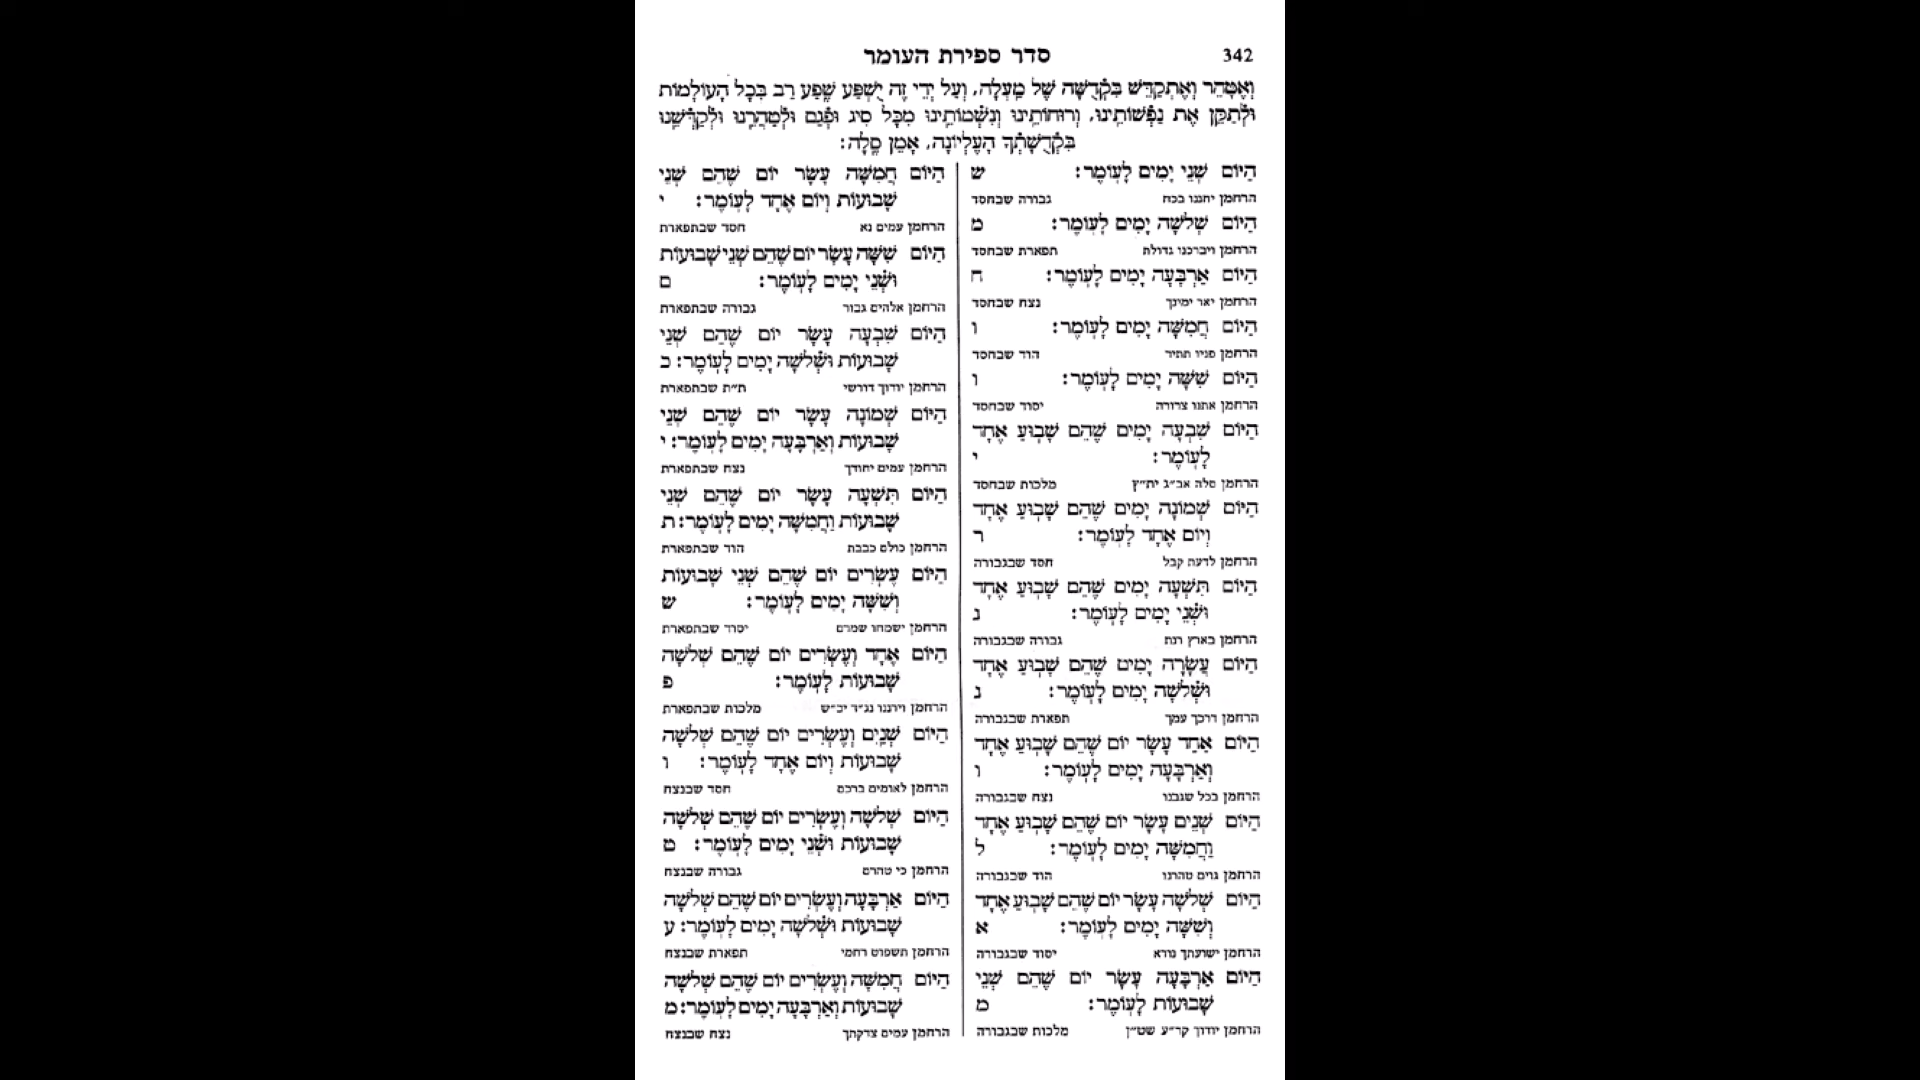 סדר ספירת העומר 342
וְאֶטָּהֵר וְאֶתְקַדֵּשׁ בִּקְדֻשָּׁה שֶׁל מַעְלָה, וְעַל יְדֵי זֶה יֻשְׁפַּע שֶׁפַע רַב בְּכָל הָעוֹלָמוֹת
וּלְתַקֵּן אֶת נַפְשׁוֹתֵינוּ, וְרוּחוֹתֵינוּ וְנִשְׁמוֹתֵינוּ מִכָּל סִיג וּפְגַם וּלְטַהֲרֵנוּ וּלְקַדְּשֵׁנוּ
בִּקְדֻשָּׁתְךָ הָעֶלְיוֹנָה, אָמֵן סֶלָה:
הַיּוֹם שְׁנֵי יָמִים לָעוֹמֶר: ש
הרחמן יחננו בכח גבורה שבחסד
הַיּוֹם שְׁלֹשָׁה יָמִים לָעוֹמֶר: מ
הרחמן ויברכנו גדולת תפארת שבחסד
הַיּוֹם אַרְבָּעָה יָמִים לָעוֹמֶר: ח
הרחמן יאר ימינך נצח שבחסד
הַיּוֹם חֲמִשָּׁה יָמִים לָעוֹמֶר: ו
הרחמן פניו תתיר הוד שבחסד
הַיּוֹם שִׁשָּׁה יָמִים לָעוֹמֶר: ו
הרחמן אתנו צרורה יסוד שבחסד
הַיּוֹם שִׁבְעָה יָמִים שֶׁהֵם שָׁבוּעַ אֶחָד
לָעוֹמֶר: י
הרחמן סלה אב״ג ית״ץ מלכות שבחסד
הַיּוֹם שְׁמוֹנָה יָמִים שֶׁהֵם שָׁבוּעַ אֶחָד
וְיוֹם אֶחָד לָעוֹמֶר: ר
הרחמן לדעת קבל חסד שבגבורה
הַיּוֹם תִּשְׁעָה יָמִים שֶׁהֵם שָׁבוּעַ אֶחָד
וּשְׁנֵי יָמִים לָעוֹמֶר: נ
הרחמן בארץ רנת גבורה שבגבורה
הַיּוֹם עֲשָׂרָה יָמִים שֶׁהֵם שָׁבוּעַ אֶחָד
וּשְׁלֹשָׁה יָמִים לָעוֹמֶר: נ
הרחמן דרכך עמך תפארת שבגבורה
הַיּוֹם אַחַד עָשָׂר יוֹם שֶׁהֵם שָׁבוּעַ אֶחָד
וְאַרְבָּעָה יָמִים לָעוֹמֶר: ו
הרחמן בכל שגבנו נצח שבגבורה
הַיּוֹם שְׁנֵים עָשָׂר יוֹם שֶׁהֵם שָׁבוּעַ אֶחָד
וַחֲמִשָּׁה יָמִים לָעוֹמֶר: ל
הרחמן גוים טהרנו הוד שבגבורה
הַיּוֹם שְׁלֹשָׁה עָשָׂר יוֹם שֶׁהֵם שָׁבוּעַ אֶחָד
וְשִׁשָּׁה יָמִים לָעוֹמֶר: א
הרחמן ישועתך נורא יסוד שבגבורה
הַיּוֹם אַרְבָּעָה עָשָׂר יוֹם שֶׁהֵם שְׁנֵי
שָׁבוּעוֹת לָעוֹמֶר: מ
הרחמן יודוך קר״ע שט״ן מלכות שבגבורה
הַיּוֹם חֲמִשָּׁה עָשָׂר יוֹם שֶׁהֵם שְׁנֵי
שָׁבוּעוֹת וְיוֹם אֶחָד לָעוֹמֶר: י
הרחמן עמים נא חסד שבתפארת
הַיּוֹם שִׁשָּׁה עָשָׂר יוֹם שֶׁהֵם שְׁנֵי שָׁבוּעוֹת
וּשְׁנֵי יָמִים לָעוֹמֶר: ם
הרחמן אלהים גבור גבורה שבתפארת
הַיּוֹם שִׁבְעָה עָשָׂר יוֹם שֶׁהֵם שְׁנֵי
שָׁבוּעוֹת וּשְׁלֹשָׁה יָמִים לָעוֹמֶר: כ
הרחמן יודוך דורשי ת״ת שבתפארת
הַיּוֹם שְׁמוֹנָה עָשָׂר יוֹם שֶׁהֵם שְׁנֵי
שָׁבוּעוֹת וְאַרְבָּעָה יָמִים לָעוֹמֶר: י
הרחמן עמים יחודך נצח שבתפארת
הַיּוֹם תִּשְׁעָה עָשָׂר יוֹם שֶׁהֵם שְׁנֵי
שָׁבוּעוֹת וַחֲמִשָּׁה יָמִים לָעוֹמֶר: ת
הרחמן כולם כבבת הוד שבתפארת
הַיּוֹם עֶשְׂרִים יוֹם שֶׁהֵם שְׁנֵי שָׁבוּעוֹת
וְשִׁשָּׁה יָמִים לָעוֹמֶר: ש
הרחמן ישמחו שמרם יסוד שבתפארת
הַיּוֹם אֶחָד וְעֶשְׂרִים יוֹם שֶׁהֵם שְׁלֹשָׁה
שָׁבוּעוֹת לָעוֹמֶר: פ
הרחמן וירננו נג״ד יכ״ש מלכות שבתפארת
הַיּוֹם שְׁנַיִם וְעֶשְׂרִים יוֹם שֶׁהֵם שְׁלֹשָׁה
שָׁבוּעוֹת וְיוֹם אֶחָד לָעוֹמֶר: ו
הרחמן לאומים ברכם חסד שבנצח
הַיּוֹם שְׁלֹשָׁה וְעֶשְׂרִים יוֹם שֶׁהֵם שְׁלֹשָׁה
שָׁבוּעוֹת וּשְׁנֵי יָמִים לָעוֹמֶר: ט
הרחמן כי טהרם גבורה שבנצח
הַיּוֹם אַרְבָּעָה וְעֶשְׂרִים יוֹם שֶׁהֵם שְׁלֹשָׁה
שָׁבוּעוֹת וּשְׁלֹשָׁה יָמִים לָעוֹמֶר: ע
הרחמן תשפוט רחמי תפארת שבנצח
הַיּוֹם חֲמִשָּׁה וְעֶשְׂרִים יוֹם שֶׁהֵם שְׁלֹשָׁה
שָׁבוּעוֹת וְאַרְבָּעָה יָמִים לָעוֹמֶר: מ
הרחמן עמים צדקתך נצח שבנצח